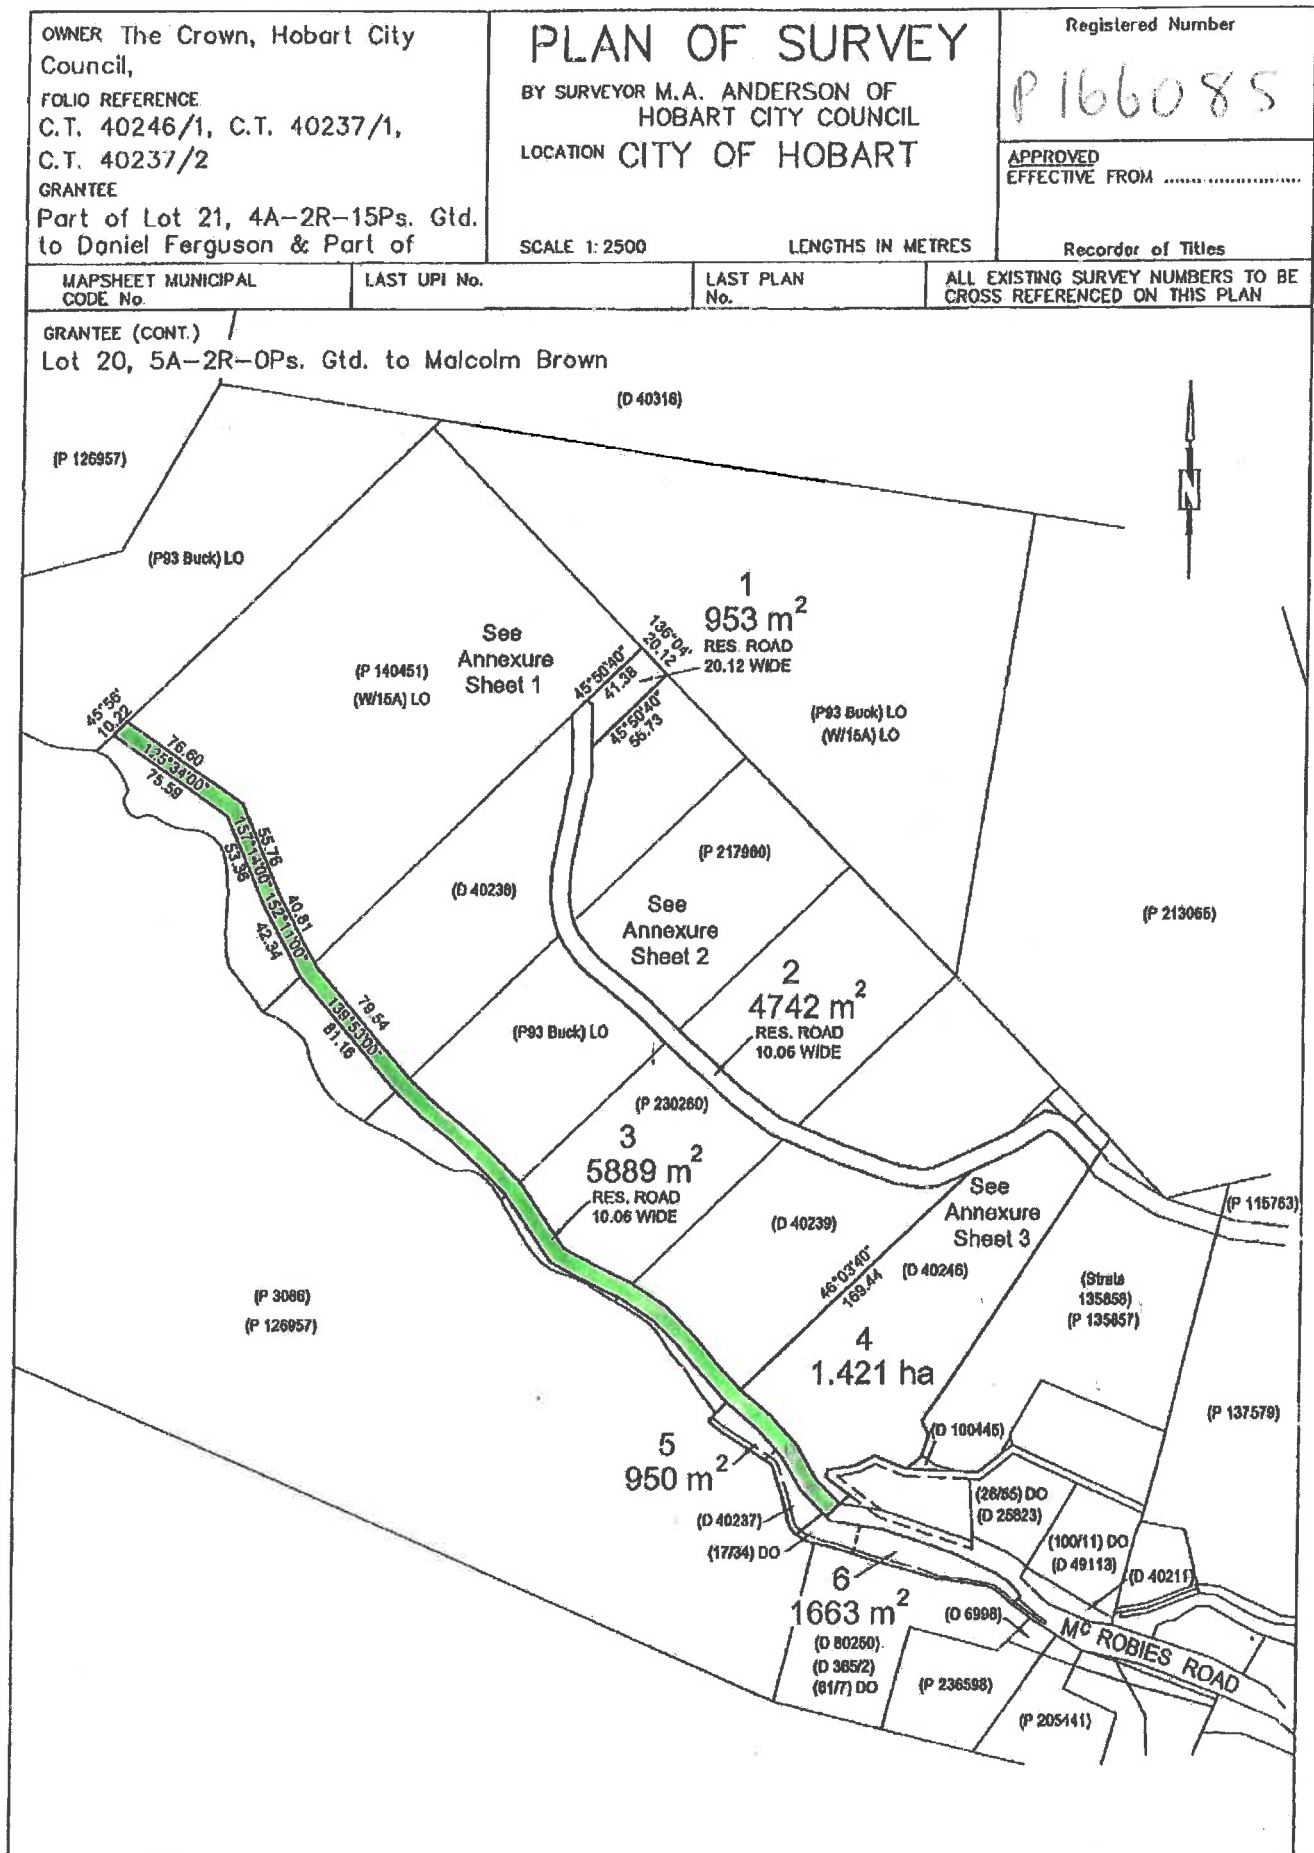 OWNER The Crown, Hobart City
Council,
FOLIO REFERENCE
C.T. 40246/1, C.T. 40237/1,
C.T. 40237/2
GRANTEE
Part of Lot 21, 4A-2R-15Ps. Gtd.
to Daniel Ferguson & Part of
PLAN OF SURVEY
BY SURVEYOR M.A. ANDERSON OF
HOBART CITY COUNCIL
LOCATION CITY OF HOBART
SCALE 1: 2500
LENGTHS IN METRES
Registered Number
P166085
APPROVED
EFFECTIVE FROM ........................
Recorder of Titles
MAPSHEET MUNICIPAL
CODE No.
LAST UPI No.
LAST PLAN
No.
ALL EXISTING SURVEY NUMBERS TO BE
CROSS REFERENCED ON THIS PLAN
GRANTEE (CONT.)
Lot 20, 5A-2R-0Ps. Gtd. to Malcolm Brown
(D 40316)
(P 126957)
N
(P93 Buck) LO
1
953 m²
RES. ROAD
20.12 WIDE
136°04'
20.12
See
Annexure
Sheet 1
(P 140451)
(W/15A) LO
45°50'40"
41.38
45°50'40"
56.73
45°56'
10.22
(P93 Buck) LO
(W/15A) LO
76.60
125°34'00"
75.59
55.76
157°14'00"
53.96
(P 217980)
(D 40238)
40.81
152°11'00"
42.34
See
Annexure
Sheet 2
(P 213065)
2
4742 m²
RES. ROAD
10.06 WIDE
79.54
139°53'00"
81.16
(P93 Buck) LO
(P 230260)
3
5889 m²
RES. ROAD
10.06 WIDE
See
Annexure
Sheet 3
(P 115763)
(D 40239)
46°03'40"
169.44
(D 40246)
(Strata
135858)
(P 135857)
(P 3086)
(P 126957)
4
1.421 ha
(P 137579)
(D 100445)
5
950 m²
(26/65) DO
(D 25823)
(D 40237)
(17/34) DO
(100/11) DO
(D 49113)
(D 40211)
6
1663 m²
(D 6998)
(D 80250)
(D 365/2)
(81/7) DO
Mc ROBIES ROAD
(P 236598)
(P 205441)